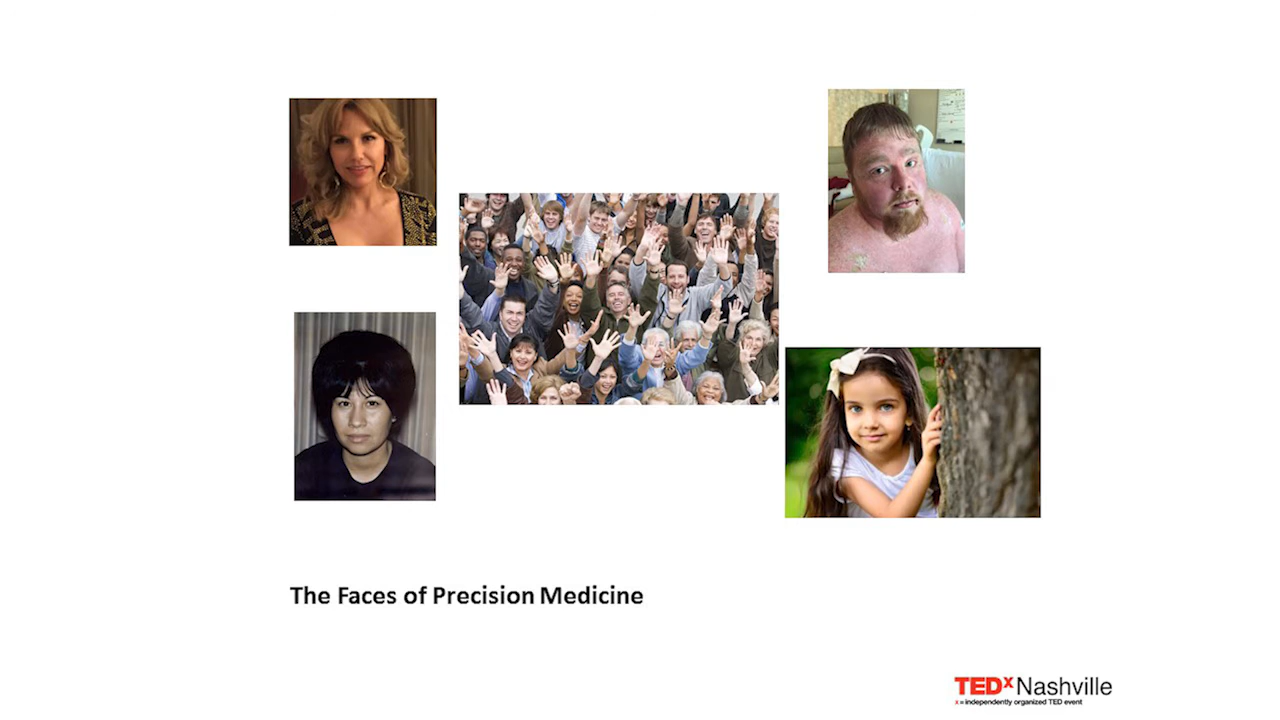 The Faces of Precision Medicine
TEDx Nashville
x = independently organized TED event